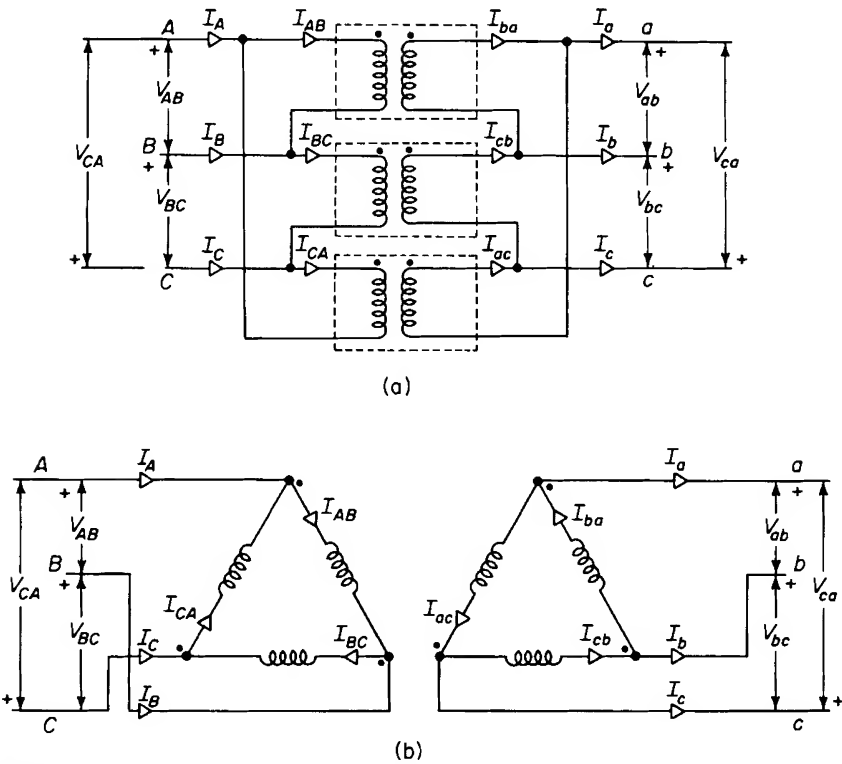 A I_A I_AB I_ba I_a a
+ +
V_AB V_ab
V_CA B I_B I_BC I_cb I_b b V_ca
+ +
V_BC V_bc
+ I_C I_CA I_ac I_c +
C c
(a)
A I_A I_a a
+ +
I_AB I_ba
V_AB V_ab
V_CA B b V_ca
+ +
I_CA I_ac
V_BC I_C I_BC I_cb I_b V_bc
+ I_B I_c +
C c
(b)